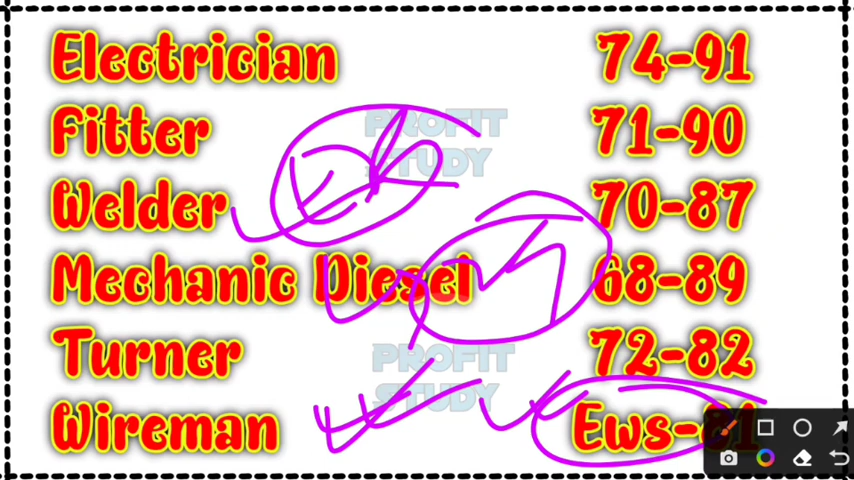 Electrician 74-91
Fitter 71-90
PROFIT
STUDY
Welder 70-87
Mechanic Diesel 68-89
Turner 72-82
PROFIT
STUDY
Wireman Ews-81